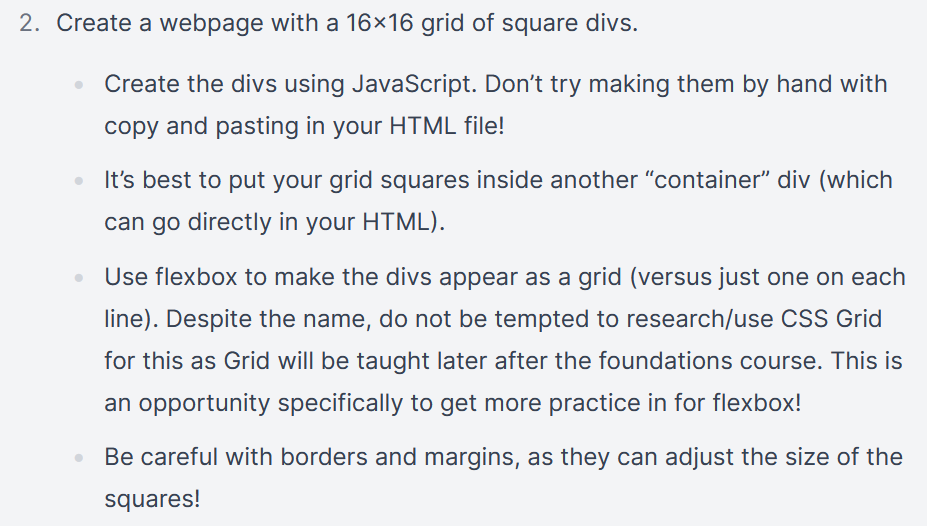 2. Create a webpage with a 16×16 grid of square divs.
Create the divs using JavaScript. Don’t try making them by hand with
copy and pasting in your HTML file!
It’s best to put your grid squares inside another “container” div (which
can go directly in your HTML).
Use flexbox to make the divs appear as a grid (versus just one on each
line). Despite the name, do not be tempted to research/use CSS Grid
for this as Grid will be taught later after the foundations course. This is
an opportunity specifically to get more practice in for flexbox!
Be careful with borders and margins, as they can adjust the size of the
squares!